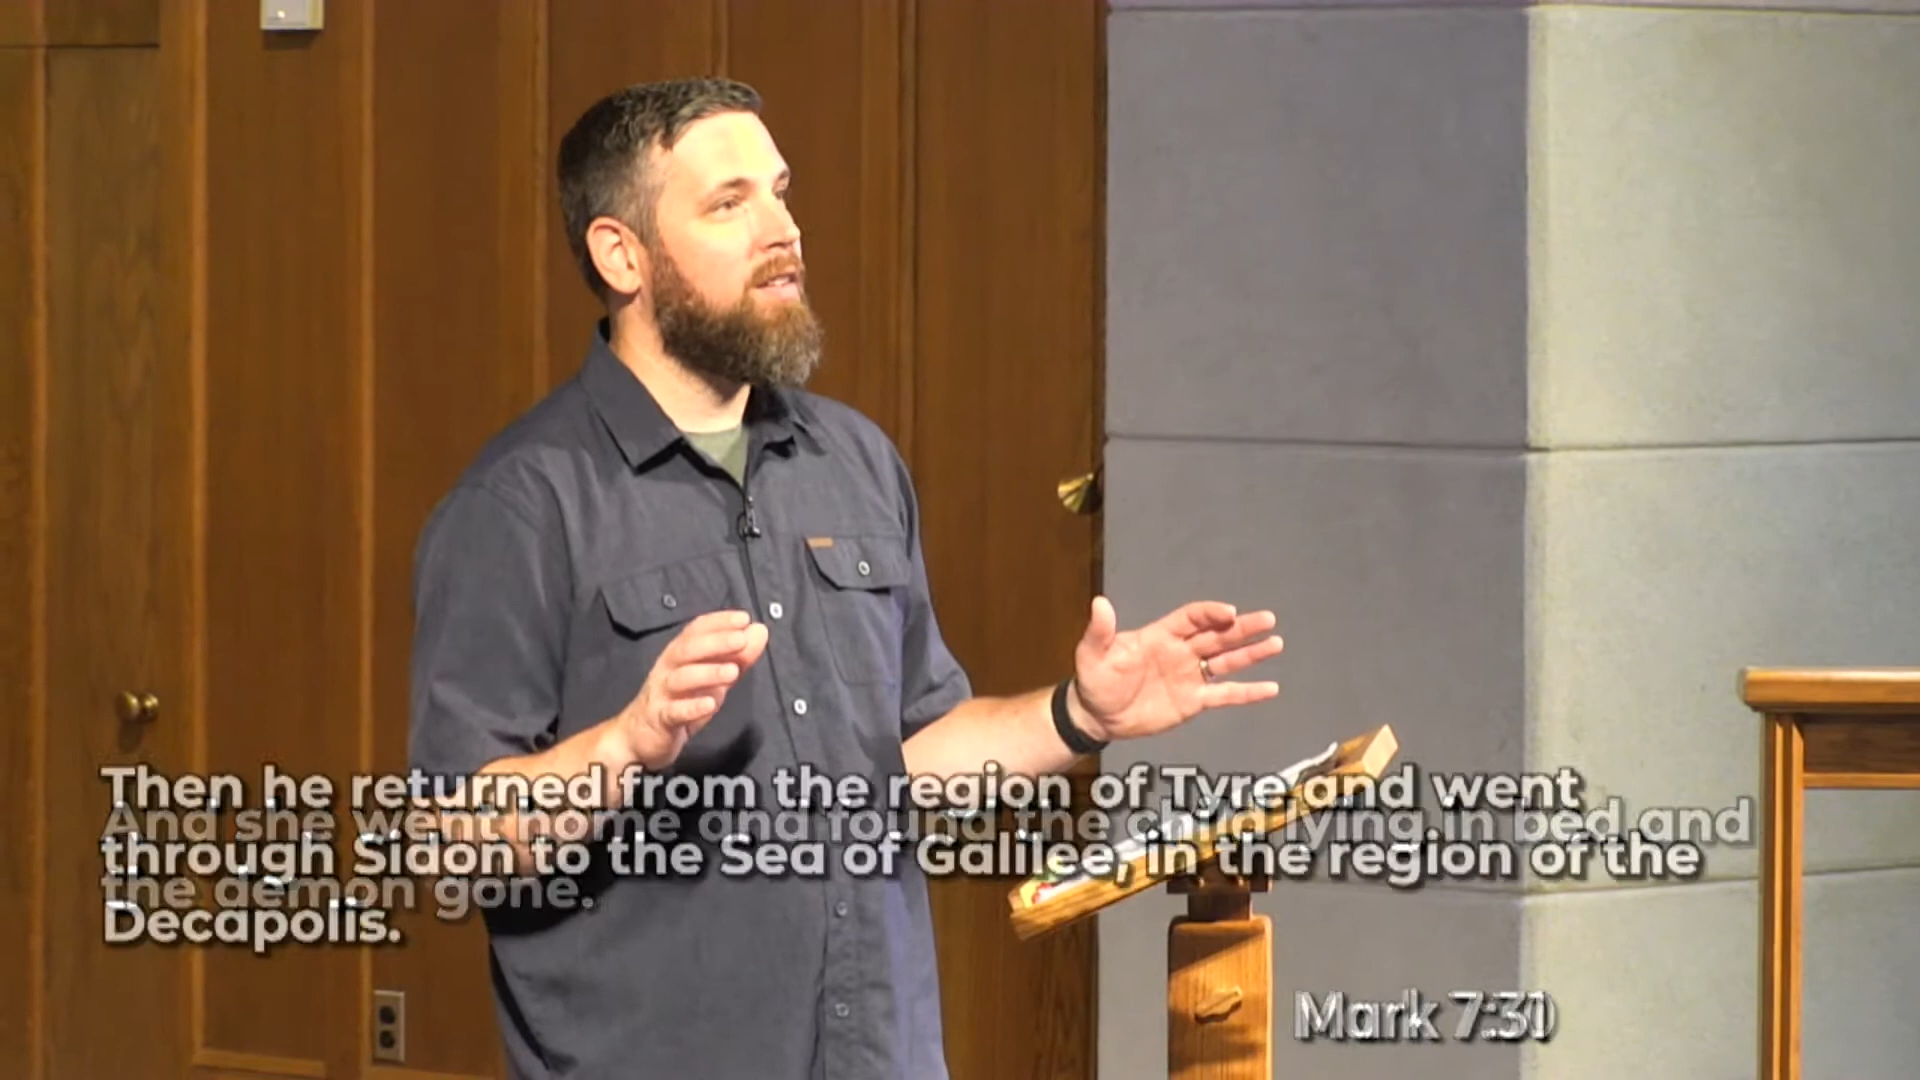 Then he returned from the region of Tyre and went
through Sidon to the Sea of Galilee, in the region of the
Decapolis.
And she went home and found the child lying in bed and
the demon gone.
Mark 7:31